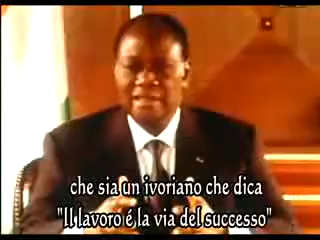 che sia un ivoriano che dica
"Il lavoro é la via del successo"